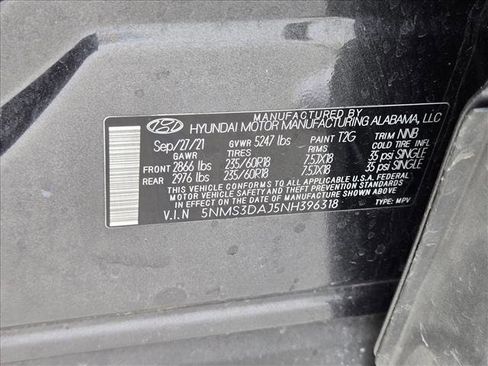 MANUFACTURED BY
HYUNDAI MOTOR MANUFACTURING ALABAMA, LLC
Sep/27/21 GVWR 5247 lbs PAINT T2G TRIM NNB
GAWR TIRES RIMS COLD TIRE INFL.
FRONT 2866 lbs 235/60R18 7.5JX18 35 psi SINGLE
REAR 2976 lbs 235/60R18 7.5JX18 35 psi SINGLE
THIS VEHICLE CONFORMS TO ALL APPLICABLE U.S.A. FEDERAL
MOTOR VEHICLE SAFETY AND THEFT PREVENTION STANDARDS
IN EFFECT ON THE DATE OF MANUFACTURE SHOWN ABOVE.
V.I.N 5NMS3DAJ5NH396318 TYPE: MPV